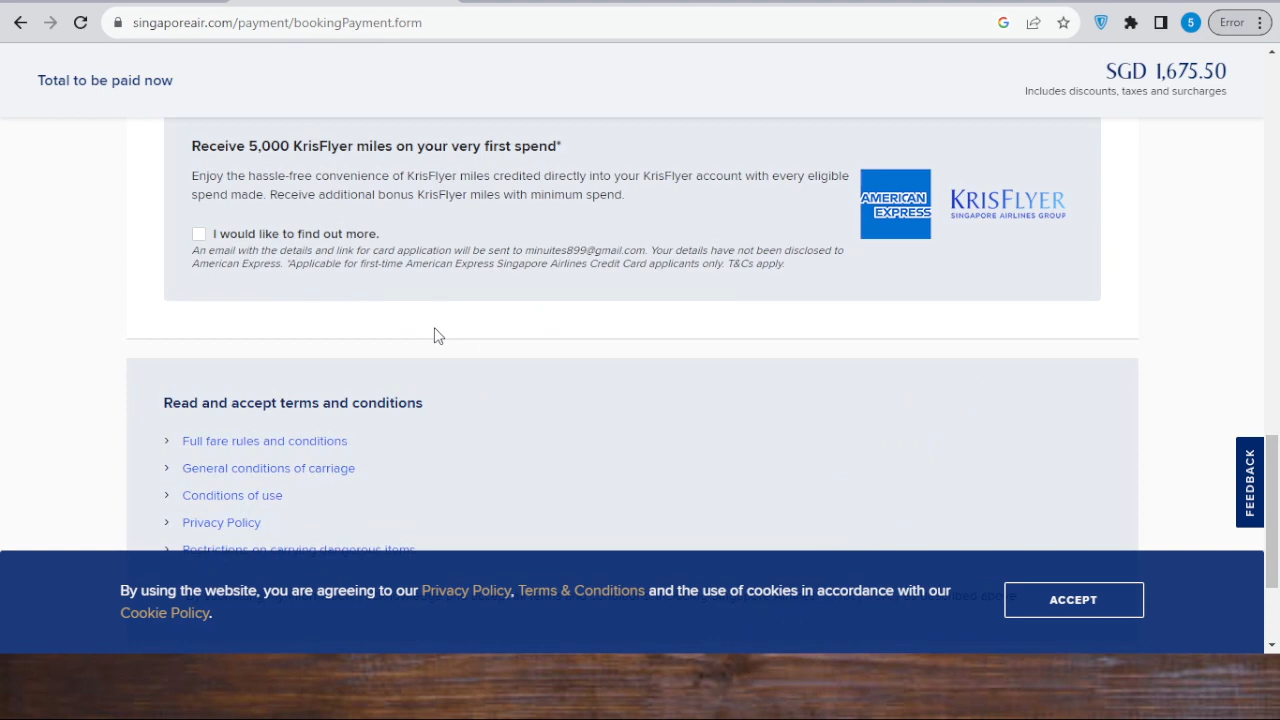 singaporeair.com/payment/bookingPayment.form
5
Error
Total to be paid now
SGD 1,675.50
Includes discounts, taxes and surcharges
Receive 5,000 KrisFlyer miles on your very first spend*
Enjoy the hassle-free convenience of KrisFlyer miles credited directly into your KrisFlyer account with every eligible
spend made. Receive additional bonus KrisFlyer miles with minimum spend.
AMERICAN
EXPRESS
KRISFLYER
SINGAPORE AIRLINES GROUP
I would like to find out more.
An email with the details and link for card application will be sent to minuites899@gmail.com. Your details have not been disclosed to
American Express. *Applicable for first-time American Express Singapore Airlines Credit Card applicants only. T&Cs apply.
Read and accept terms and conditions
Full fare rules and conditions
General conditions of carriage
Conditions of use
Privacy Policy
Restrictions on carrying dangerous items
FEEDBACK
By using the website, you are agreeing to our Privacy Policy, Terms & Conditions and the use of cookies in accordance with our
Cookie Policy.
ACCEPT